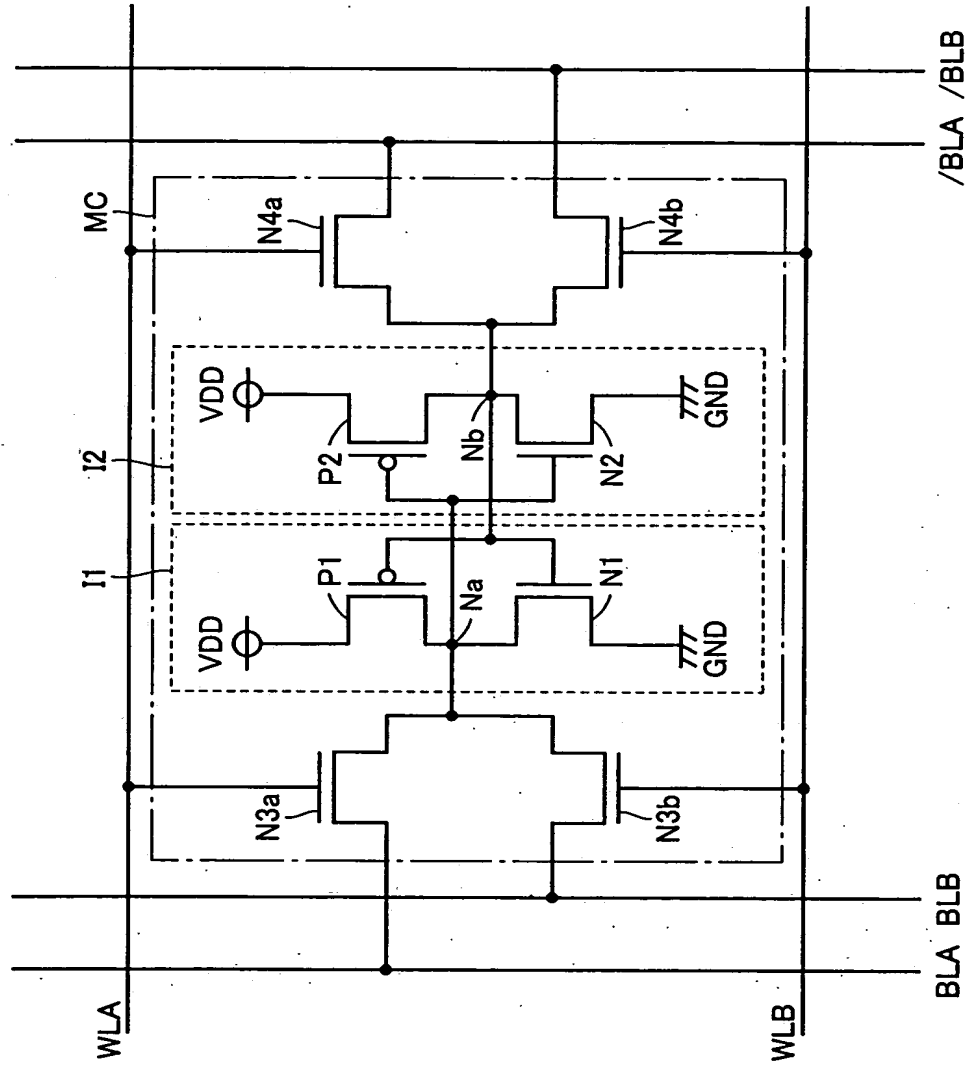 WLA
MC
I1
I2
VDD
VDD
N3a
P1
P2
N4a
Na
Nb
N3b
N1
N2
N4b
GND
GND
WLB
BLA BLB
/BLA /BLB